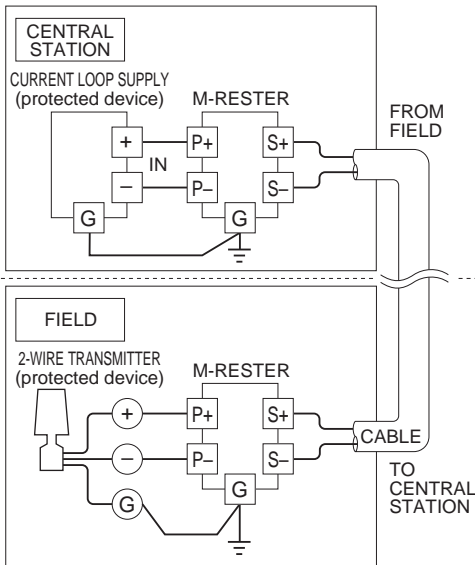 CENTRAL
STATION
CURRENT LOOP SUPPLY
(protected device)
M-RESTER
FROM
FIELD
+
IN
P+
S+
−
P−
S−
G
G
FIELD
2-WIRE TRANSMITTER
(protected device)
M-RESTER
+
P+
S+
−
P−
S−
CABLE
G
G
TO
CENTRAL
STATION